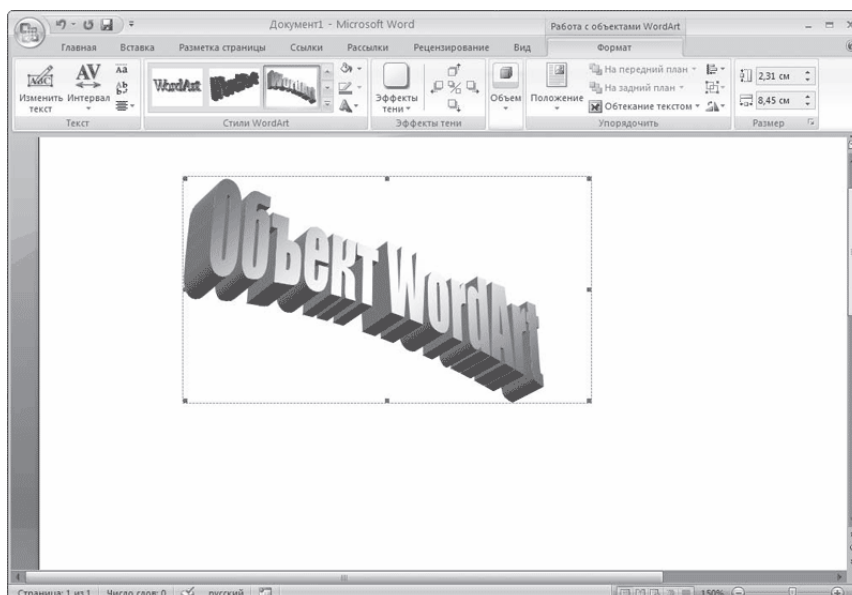 Документ1 - Microsoft Word
Работа с объектами WordArt
Главная Вставка Разметка страницы Ссылки Рассылки Рецензирование Вид Формат
Изменить текст
Интервал
Текст
WordArt WordArt WordArt
Стили WordArt
Эффекты тени
Эффекты тени
Объем
Положение
На передний план
На задний план
Обтекание текстом
Упорядочить
2,31 см
8,45 см
Размер
Объект WordArt
Страница: 1 из 1 Число слов: 0 русский 150%